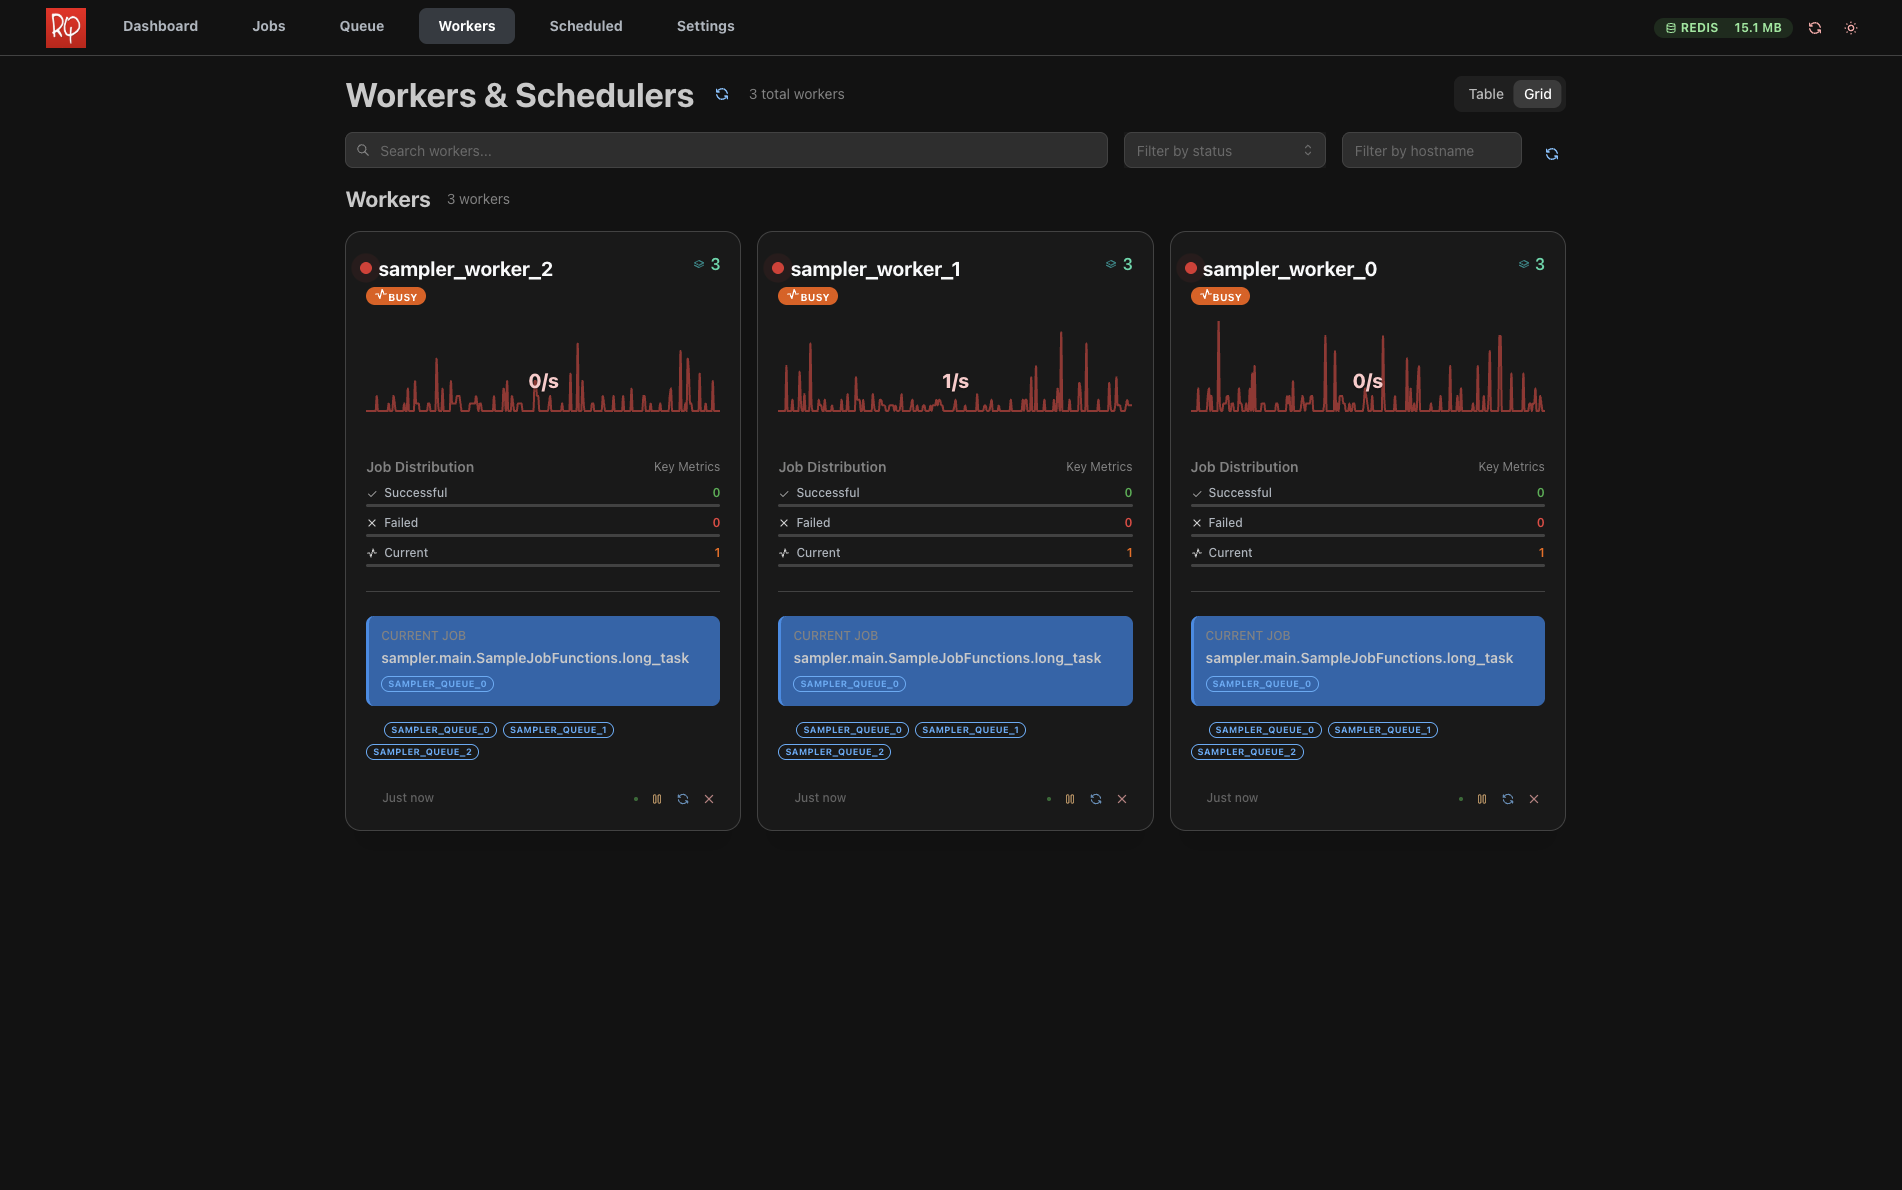 RQ
Dashboard Jobs Queue Workers Scheduled Settings
REDIS 15.1 MB
Workers & Schedulers 3 total workers
Table Grid
Search workers... Filter by status Filter by hostname
Workers 3 workers
sampler_worker_2 3
BUSY
0/s
Job Distribution Key Metrics
Successful 0
Failed 0
Current 1
CURRENT JOB
sampler.main.SampleJobFunctions.long_task
SAMPLER_QUEUE_0
SAMPLER_QUEUE_0 SAMPLER_QUEUE_1
SAMPLER_QUEUE_2
Just now
sampler_worker_1 3
BUSY
1/s
Job Distribution Key Metrics
Successful 0
Failed 0
Current 1
CURRENT JOB
sampler.main.SampleJobFunctions.long_task
SAMPLER_QUEUE_0
SAMPLER_QUEUE_0 SAMPLER_QUEUE_1
SAMPLER_QUEUE_2
Just now
sampler_worker_0 3
BUSY
0/s
Job Distribution Key Metrics
Successful 0
Failed 0
Current 1
CURRENT JOB
sampler.main.SampleJobFunctions.long_task
SAMPLER_QUEUE_0
SAMPLER_QUEUE_0 SAMPLER_QUEUE_1
SAMPLER_QUEUE_2
Just now